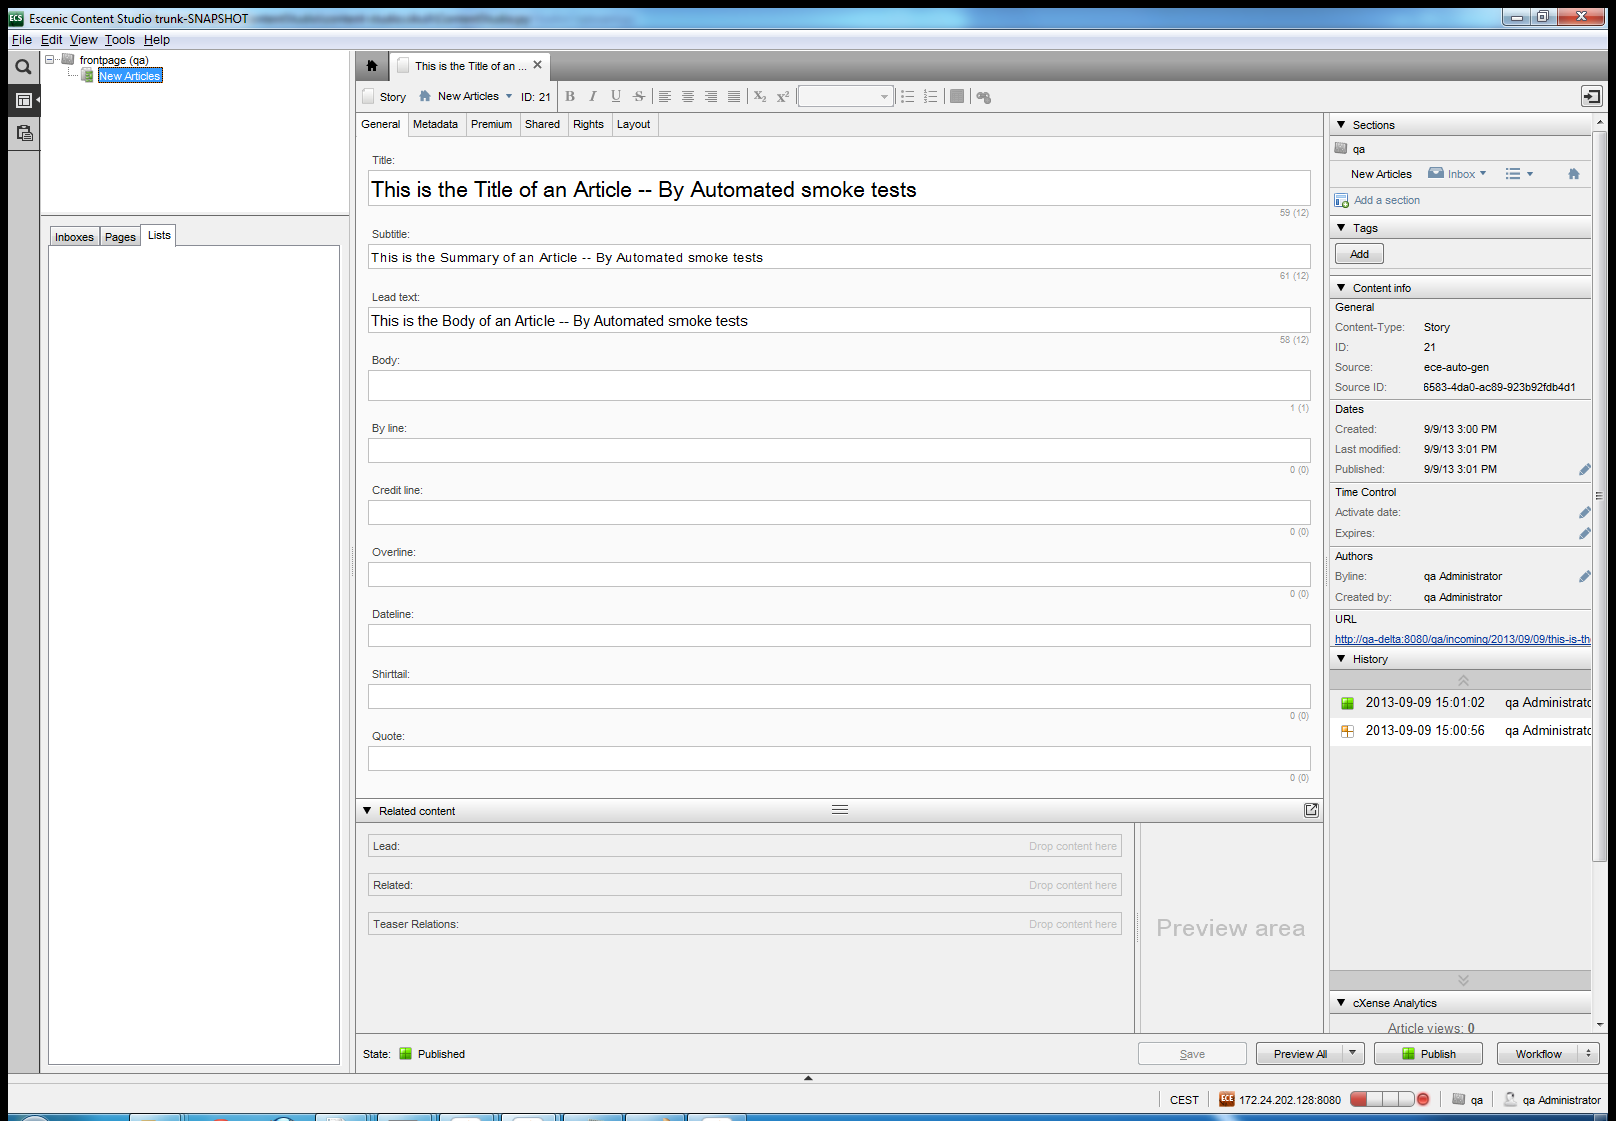 Escenic Content Studio trunk-SNAPSHOT
File Edit View Tools Help
frontpage (qa)
New Articles
Inboxes Pages Lists
This is the Title of an ...
Story New Articles ID: 21 B I U S X2 X2
General Metadata Premium Shared Rights Layout
Title:
This is the Title of an Article -- By Automated smoke tests
59 (12)
Subtitle:
This is the Summary of an Article -- By Automated smoke tests
61 (12)
Lead text:
This is the Body of an Article -- By Automated smoke tests
58 (12)
Body:
1 (1)
By line:
0 (0)
Credit line:
0 (0)
Overline:
0 (0)
Dateline:
Shirttail:
0 (0)
Quote:
0 (0)
Related content
Lead: Drop content here
Related: Drop content here
Teaser Relations: Drop content here
Preview area
Sections
qa
New Articles Inbox
Add a section
Tags
Add
Content info
General
Content-Type: Story
ID: 21
Source: ece-auto-gen
Source ID: 6583-4da0-ac89-923b92fdb4d1
Dates
Created: 9/9/13 3:00 PM
Last modified: 9/9/13 3:01 PM
Published: 9/9/13 3:01 PM
Time Control
Activate date:
Expires:
Authors
Byline: qa Administrator
Created by: qa Administrator
URL
http://qa-delta:8080/qa/incoming/2013/09/09/this-is-th
History
2013-09-09 15:01:02 qa Administrato
2013-09-09 15:00:56 qa Administrato
cXense Analytics
Article views: 0
State: Published
Save Preview All Publish Workflow
CEST ECE 172.24.202.128:8080 qa qa Administrator